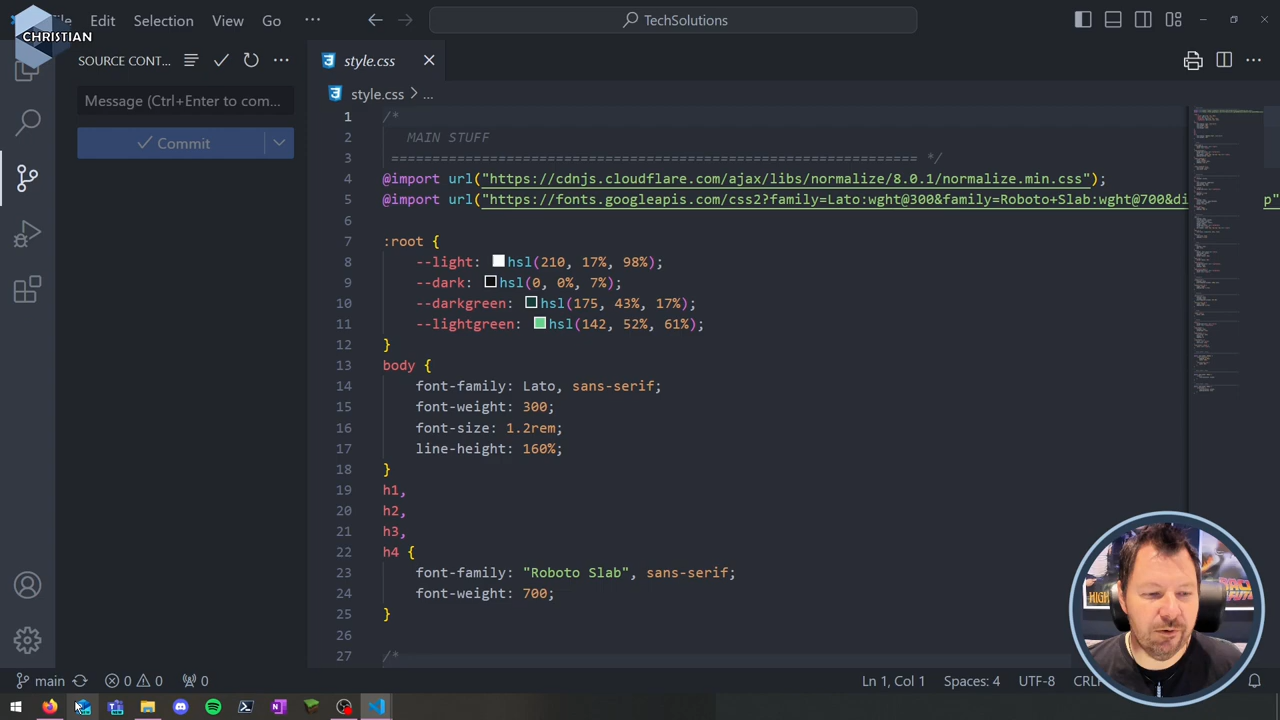 CHRISTIAN
Edit Selection View Go ···
TechSolutions
SOURCE CONT...
style.css
style.css > ...
Message (Ctrl+Enter to com...
Commit
1 /*
2 MAIN STUFF
3 =============================================================== */
4 @import url("https://cdnjs.cloudflare.com/ajax/libs/normalize/8.0.1/normalize.min.css");
5 @import url("https://fonts.googleapis.com/css2?family=Lato:wght@300&family=Roboto+Slab:wght@700&di p"
6
7 :root {
8 --light: hsl(210, 17%, 98%);
9 --dark: hsl(0, 0%, 7%);
10 --darkgreen: hsl(175, 43%, 17%);
11 --lightgreen: hsl(142, 52%, 61%);
12 }
13 body {
14 font-family: Lato, sans-serif;
15 font-weight: 300;
16 font-size: 1.2rem;
17 line-height: 160%;
18 }
19 h1,
20 h2,
21 h3,
22 h4 {
23 font-family: "Roboto Slab", sans-serif;
24 font-weight: 700;
25 }
26
27 /*
main 0 0 0 Ln 1, Col 1 Spaces: 4 UTF-8 CRL